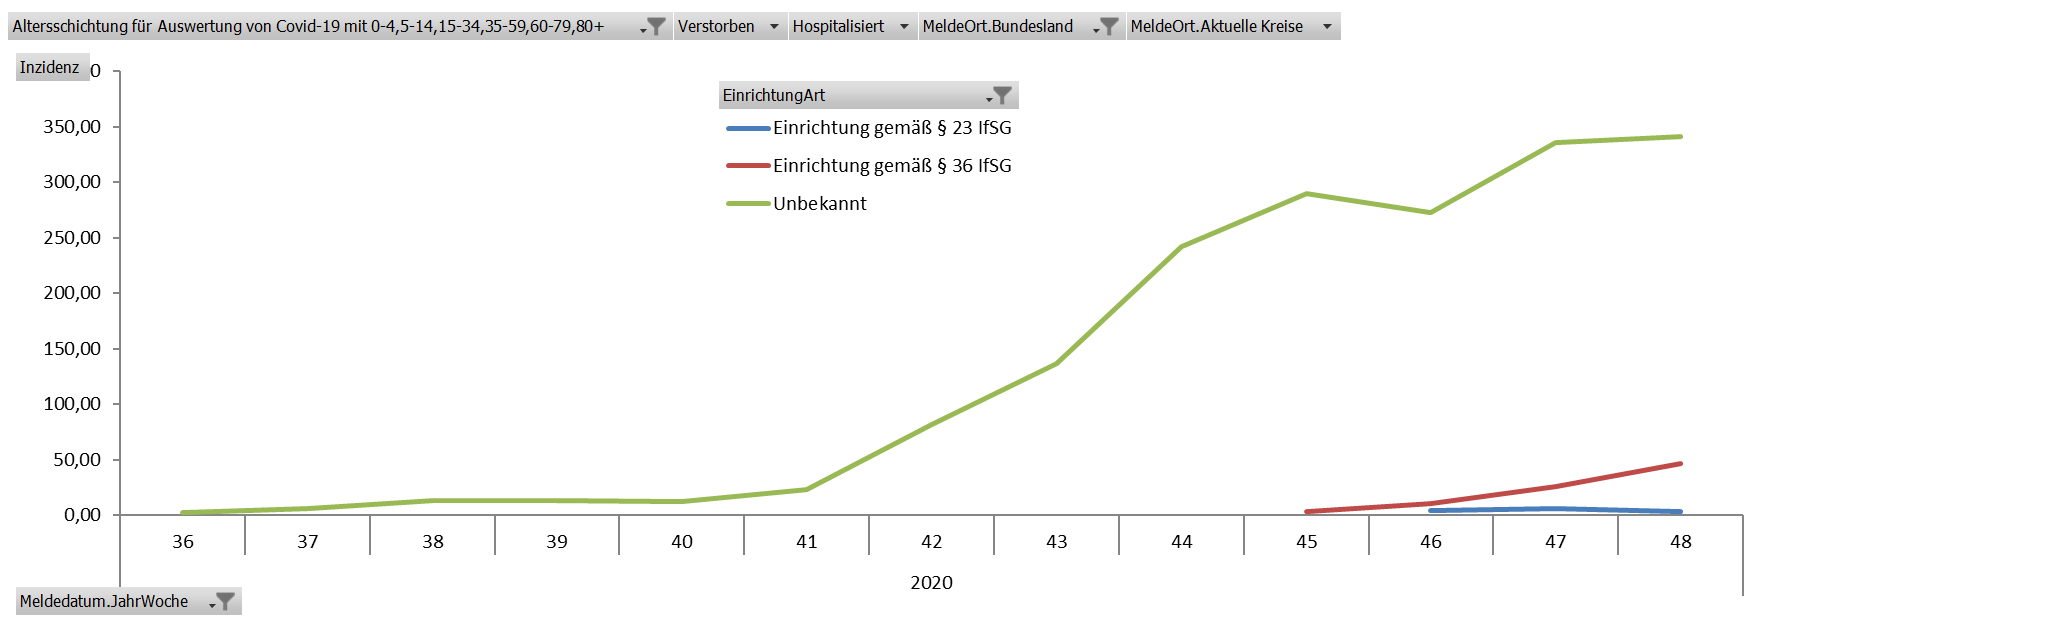 Altersschichtung für Auswertung von Covid-19 mit 0-4,5-14,15-34,35-59,60-79,80+ Verstorben Hospitalisiert MeldeOrt.Bundesland MeldeOrt.Aktuelle Kreise
Inzidenz 0
EinrichtungArt
Einrichtung gemäß § 23 IfSG
Einrichtung gemäß § 36 IfSG
Unbekannt
350,00
300,00
250,00
200,00
150,00
100,00
50,00
0,00
36 37 38 39 40 41 42 43 44 45 46 47 48
2020
Meldedatum.JahrWoche